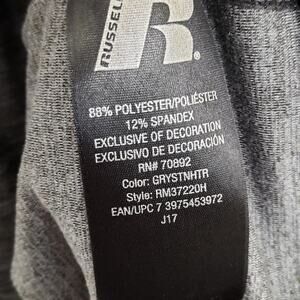 RUSSELL
R®
88% POLYESTER/POLIÉSTER
12% SPANDEX
EXCLUSIVE OF DECORATION
EXCLUSIVO DE DECORACIÓN
RN# 70892
Color: GRYSTNHTR
Style: RM37220H
EAN/UPC 7 3975453972
J17